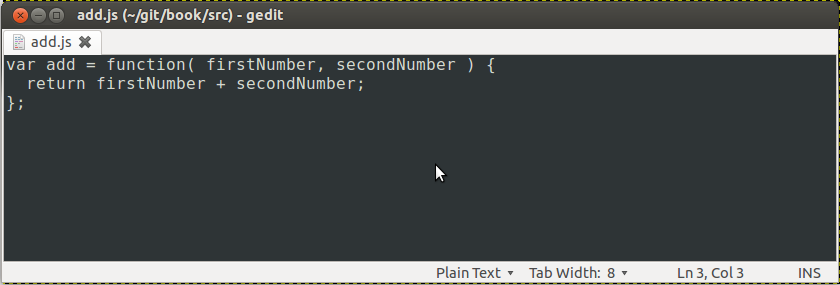 add.js (~/git/book/src) - gedit
add.js
var add = function( firstNumber, secondNumber ) {
  return firstNumber + secondNumber;
};
Plain Text Tab Width: 8 Ln 3, Col 3 INS